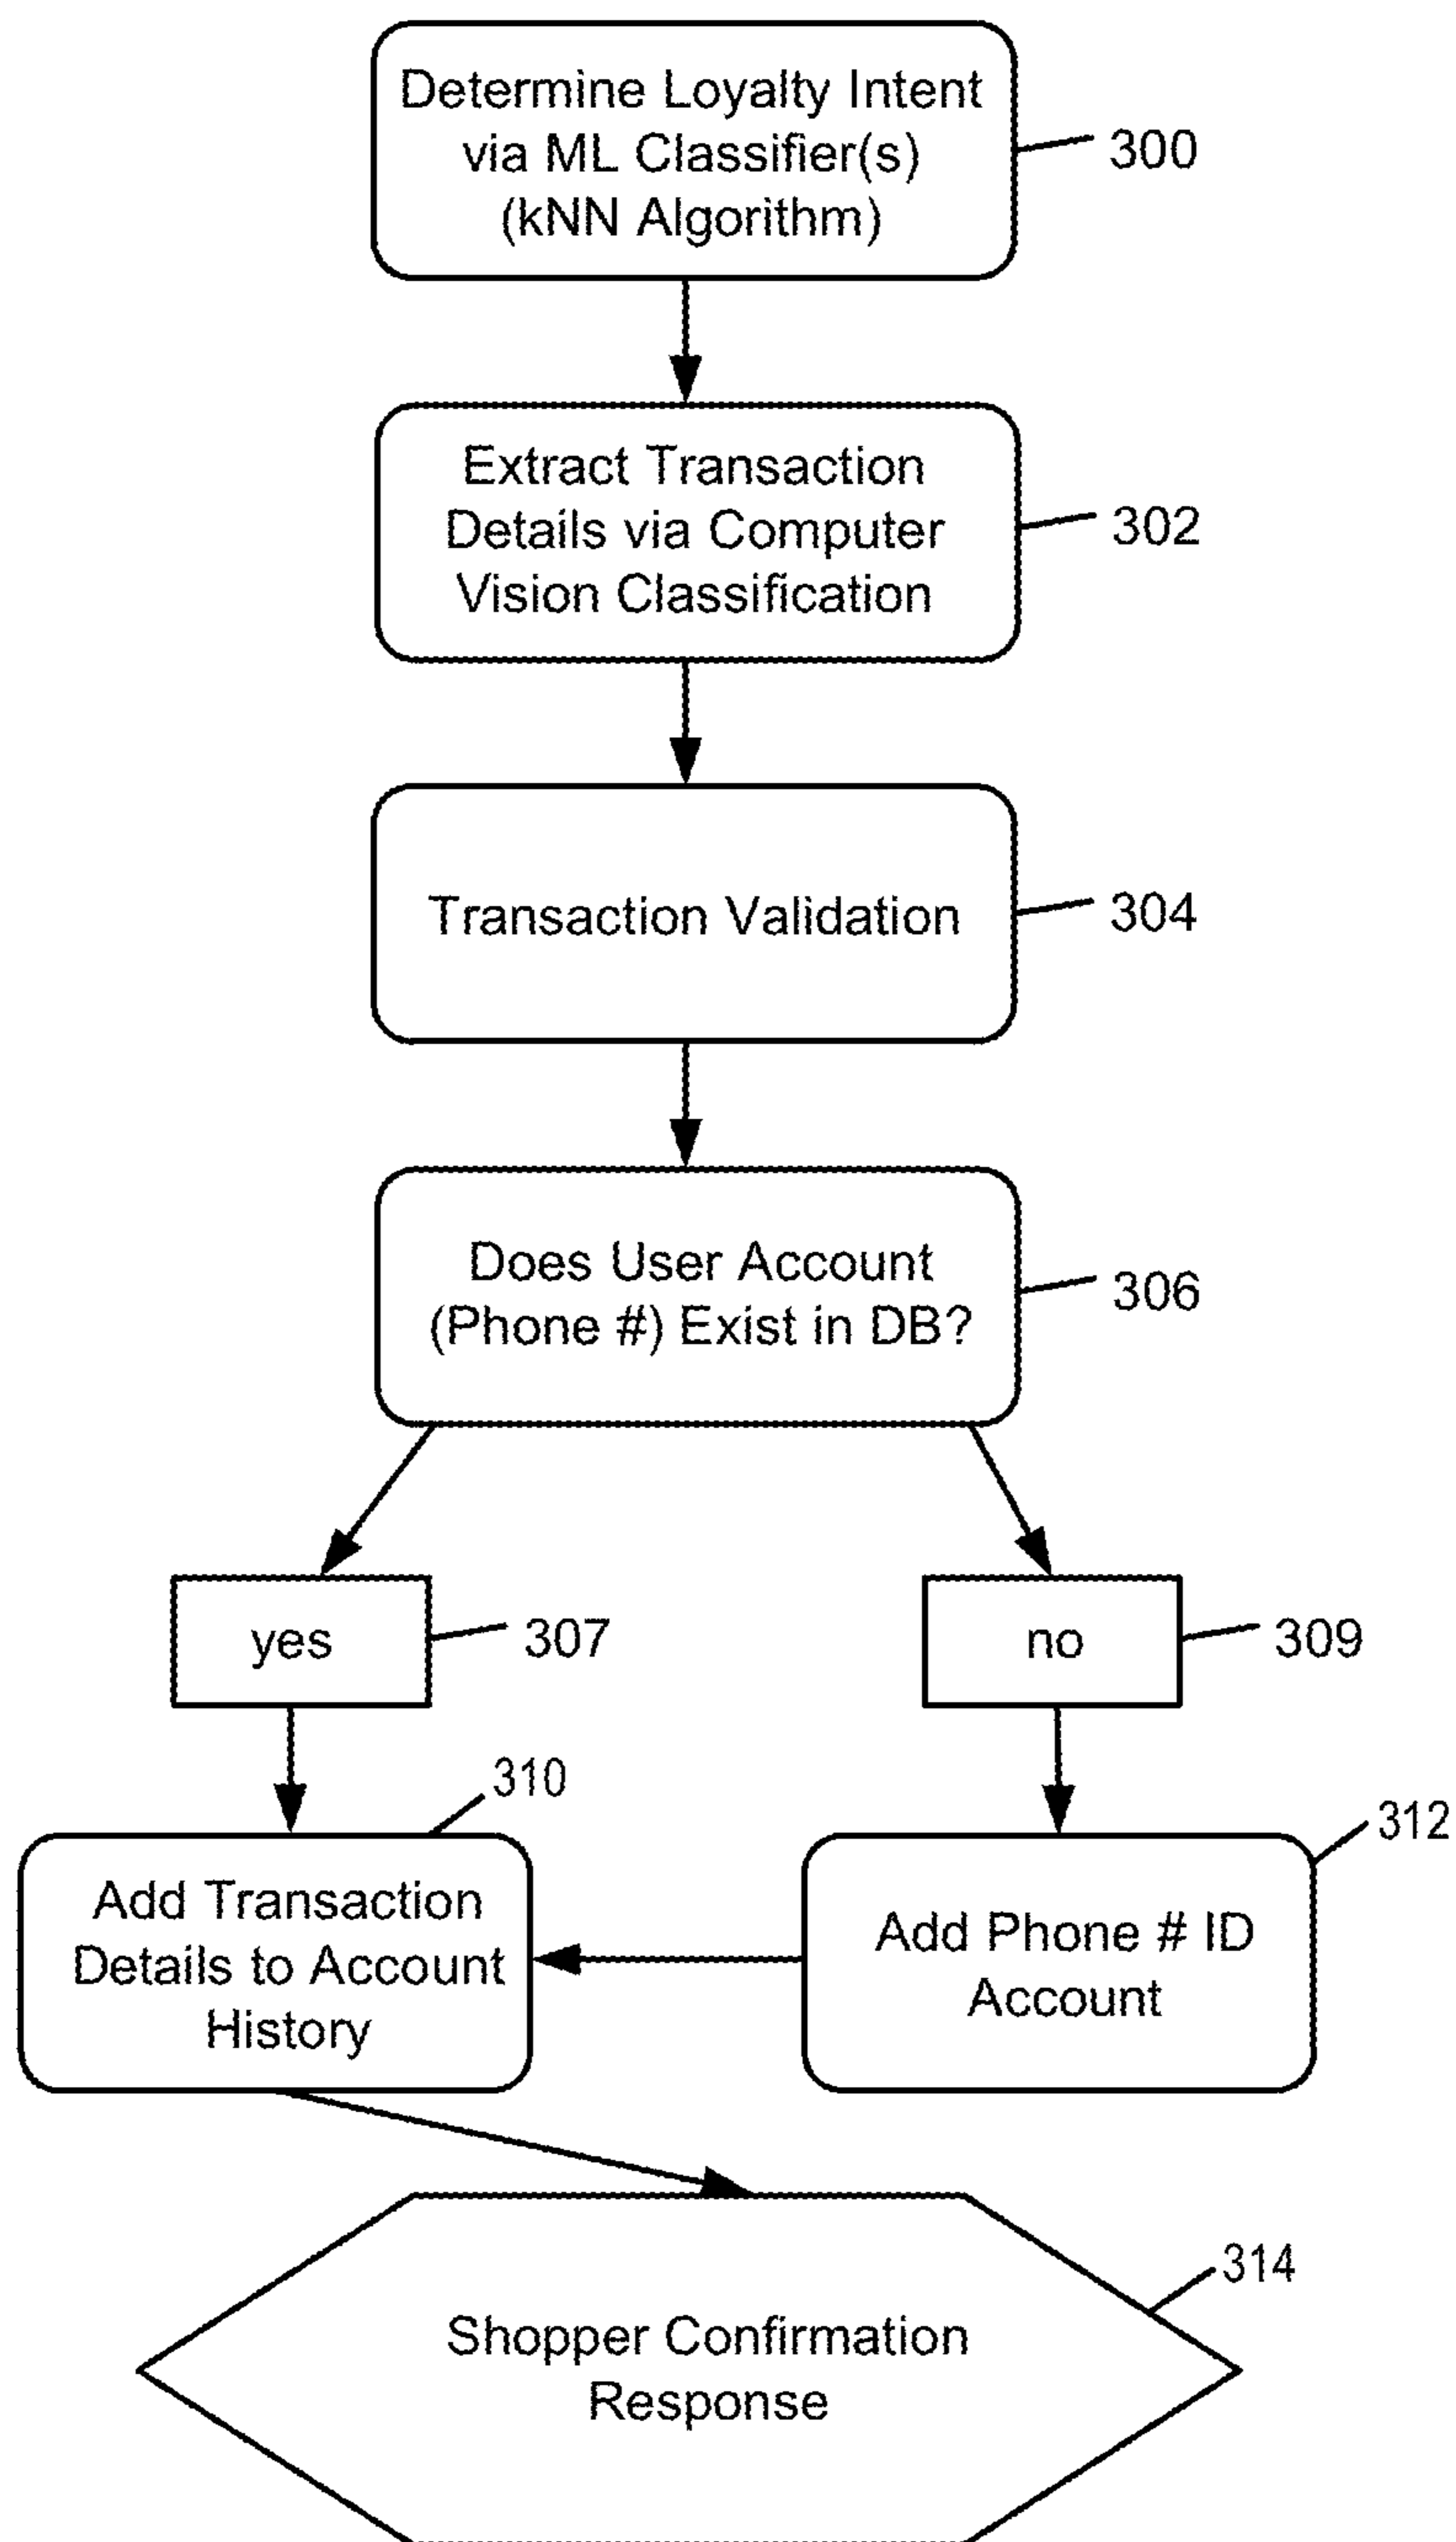 Determine Loyalty Intent
via ML Classifier(s)
(kNN Algorithm)
300
Extract Transaction
Details via Computer
Vision Classification
302
Transaction Validation
304
Does User Account
(Phone #) Exist in DB?
306
yes
307
no
309
310
312
Add Transaction
Details to Account
History
Add Phone # ID
Account
314
Shopper Confirmation
Response